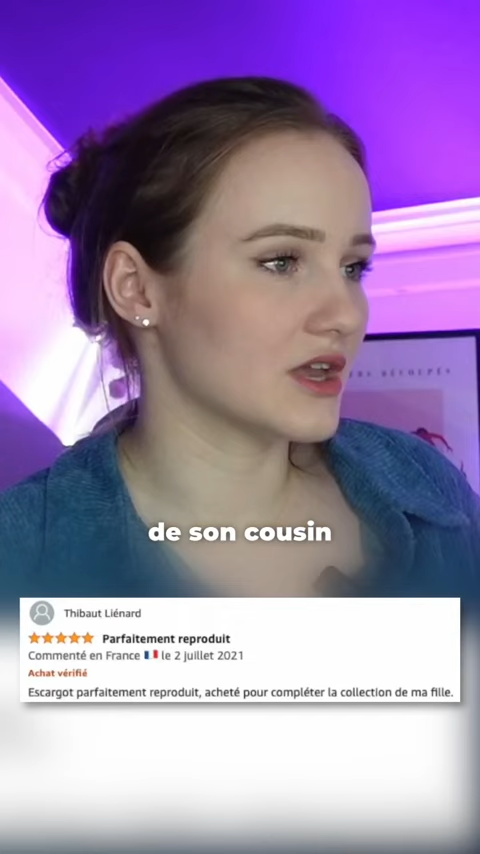 de son cousin
Thibaut Liénard
Parfaitement reproduit
Commenté en France le 2 juillet 2021
Achat vérifié
Escargot parfaitement reproduit, acheté pour compléter la collection de ma fille.